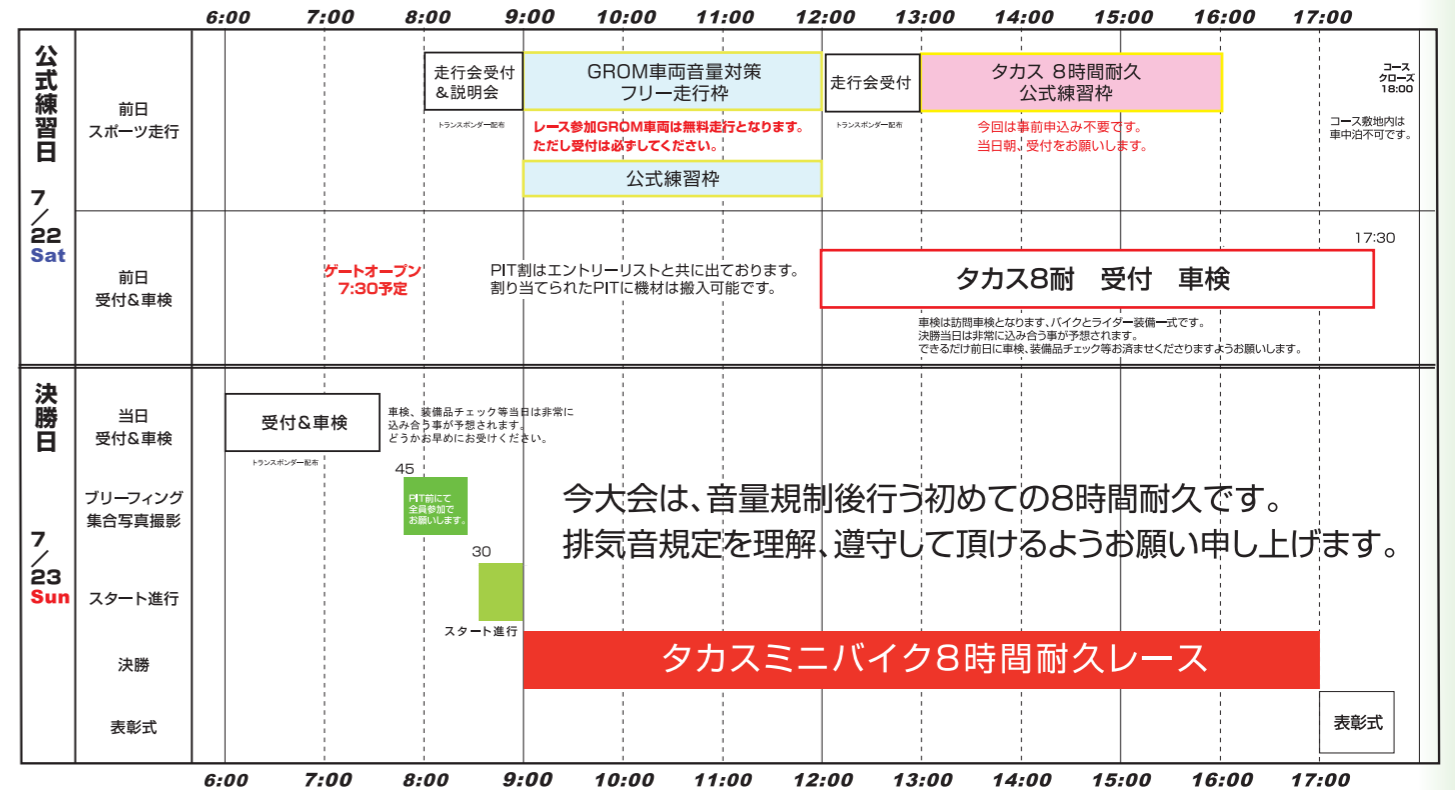 6:00 7:00 8:00 9:00 10:00 11:00 12:00 13:00 14:00 15:00 16:00 17:00
公式練習日
7/22
Sat
前日
スポーツ走行
走行会受付
&説明会
トランスポンダー配布
GROM車両音量対策
フリー走行枠
レース参加GROM車両は無料走行となります。
ただし受付は必ずしてください。
公式練習枠
走行会受付
トランスポンダー配布
タカス 8時間耐久
公式練習枠
今回は事前申込み不要です。
当日朝、受付をお願いします。
コース
クローズ
18:00
コース敷地内は
車中泊不可です。
前日
受付&車検
ゲートオープン
7:30予定
PIT割はエントリーリストと共に出ております。
割り当てられたPITに機材は搬入可能です。
17:30
タカス8耐 受付 車検
車検は訪問車検となります、バイクとライダー装備一式です。
決勝当日は非常に込み合う事が予想されます。
できるだけ前日に車検、装備品チェック等お済ませくださりますようお願いします。
決勝日
7/23
Sun
当日
受付&車検
受付&車検
トランスポンダー配布
車検、装備品チェック等当日は非常に
込み合う事が予想されます。
どうかお早めにお受けください。
ブリーフィング
集合写真撮影
45
PIT前にて
全員参加で
お願いします。
今大会は、音量規制後行う初めての8時間耐久です。
排気音規定を理解、遵守して頂けるようお願い申し上げます。
スタート進行
30
スタート進行
決勝
タカスミニバイク8時間耐久レース
表彰式
表彰式
6:00 7:00 8:00 9:00 10:00 11:00 12:00 13:00 14:00 15:00 16:00 17:00